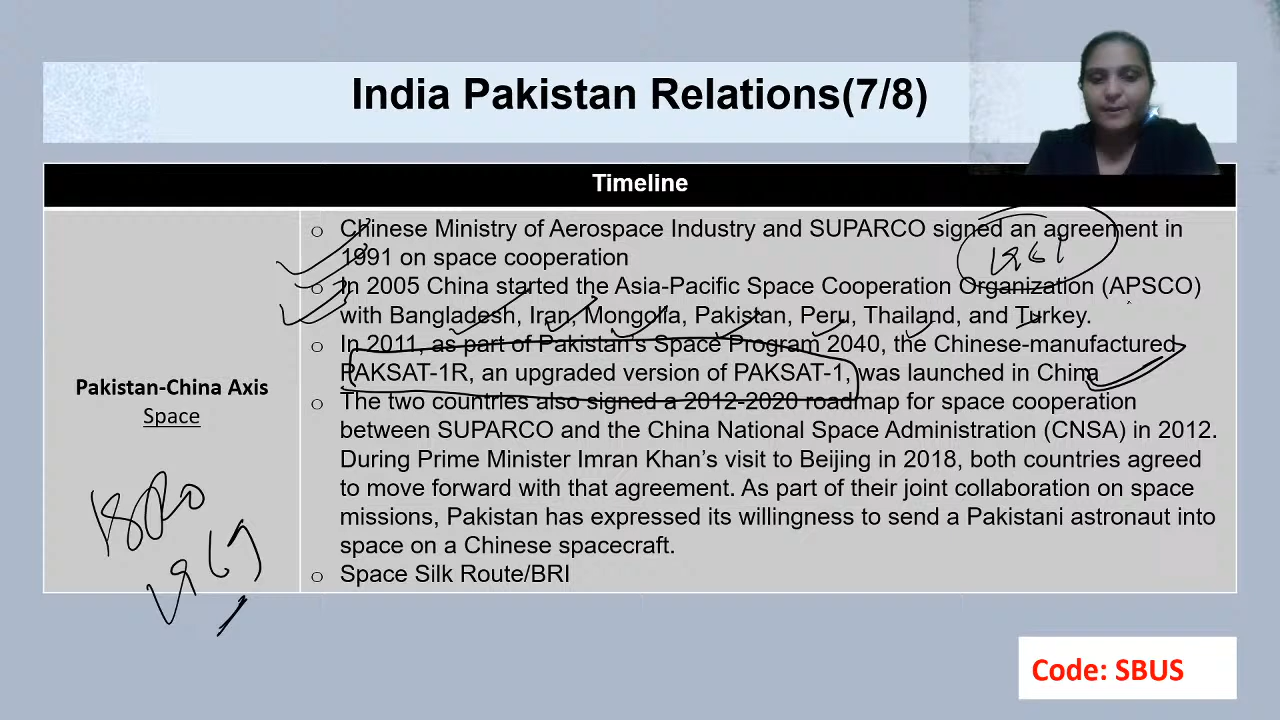 India Pakistan Relations(7/8)
Timeline
Pakistan-China Axis
Space
o Chinese Ministry of Aerospace Industry and SUPARCO signed an agreement in
1991 on space cooperation
o In 2005 China started the Asia-Pacific Space Cooperation Organization (APSCO)
with Bangladesh, Iran, Mongolia, Pakistan, Peru, Thailand, and Turkey.
o In 2011, as part of Pakistan's Space Program 2040, the Chinese-manufactured
PAKSAT-1R, an upgraded version of PAKSAT-1, was launched in China
o The two countries also signed a 2012-2020 roadmap for space cooperation
between SUPARCO and the China National Space Administration (CNSA) in 2012.
During Prime Minister Imran Khan's visit to Beijing in 2018, both countries agreed
to move forward with that agreement. As part of their joint collaboration on space
missions, Pakistan has expressed its willingness to send a Pakistani astronaut into
space on a Chinese spacecraft.
o Space Silk Route/BRI
1961
ISRO
1969
Code: SBUS